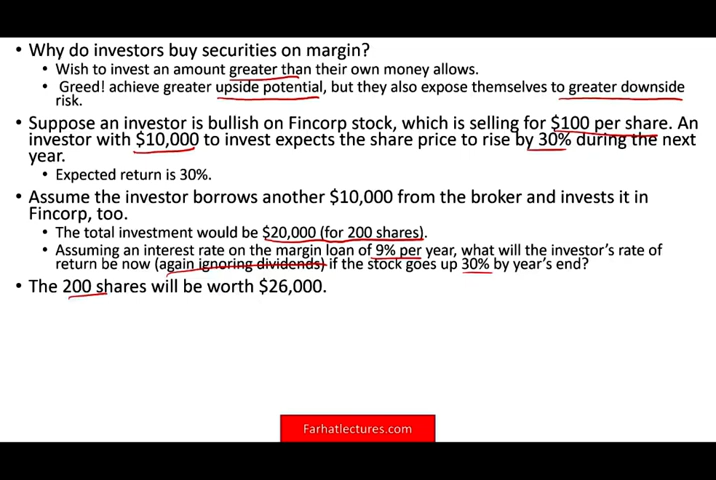 • Why do investors buy securities on margin?
• Wish to invest an amount greater than their own money allows.
• Greed! achieve greater upside potential, but they also expose themselves to greater downside
risk.
• Suppose an investor is bullish on Fincorp stock, which is selling for $100 per share. An
investor with $10,000 to invest expects the share price to rise by 30% during the next
year.
• Expected return is 30%.
• Assume the investor borrows another $10,000 from the broker and invests it in
Fincorp, too.
• The total investment would be $20,000 (for 200 shares).
• Assuming an interest rate on the margin loan of 9% per year, what will the investor's rate of
return be now (again ignoring dividends) if the stock goes up 30% by year's end?
• The 200 shares will be worth $26,000.
Farhatlectures.com